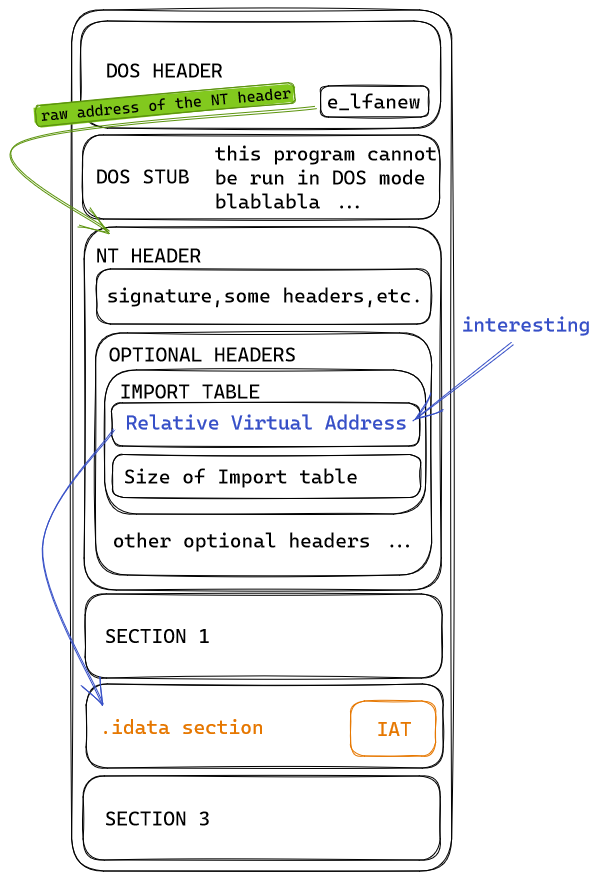 DOS HEADER
raw address of the NT header
e_lfanew
DOS STUB
this program cannot
be run in DOS mode
blablabla ...
NT HEADER
signature,some headers,etc.
interesting
OPTIONAL HEADERS
IMPORT TABLE
Relative Virtual Address
Size of Import table
other optional headers ...
SECTION 1
.idata section
IAT
SECTION 3